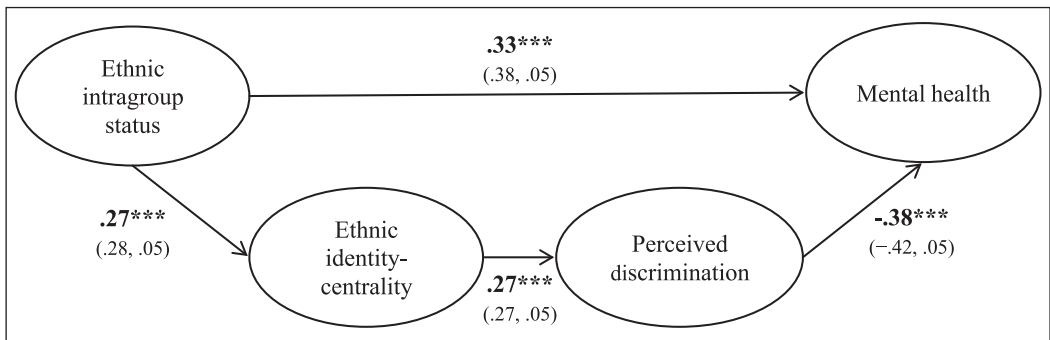 Ethnic
intragroup
status
.33***
(.38, .05)
Mental health
.27***
(.28, .05)
Ethnic
identity-
centrality
.27***
(.27, .05)
Perceived
discrimination
-.38***
(−.42, .05)